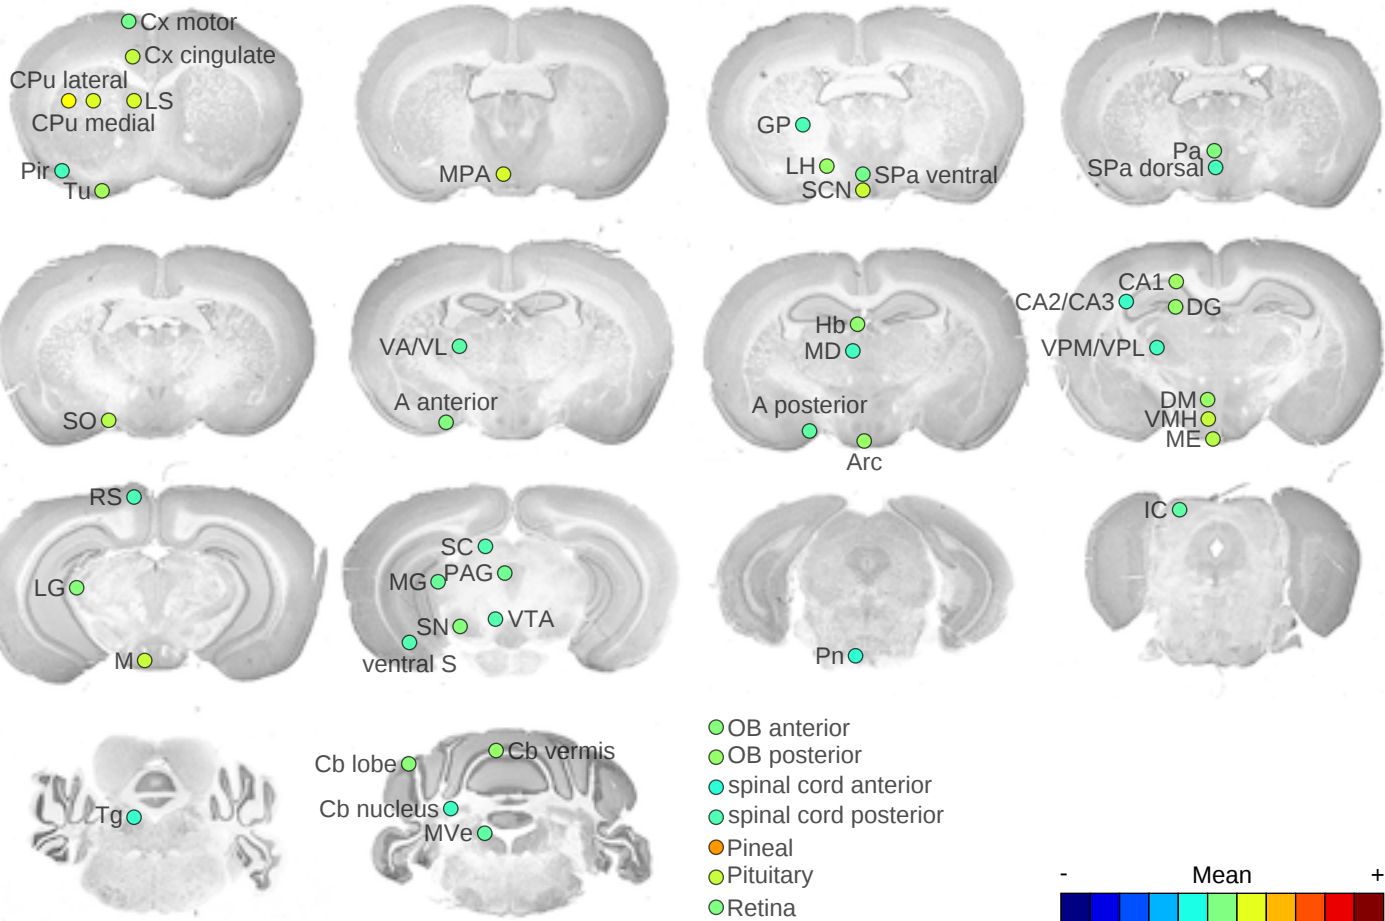 Cx motor
Cx cingulate
CPu lateral
LS
CPu medial
Pir
Tu
MPA
GP
LH
SPa ventral
SCN
Pa
SPa dorsal
SO
VA/VL
A anterior
Hb
MD
A posterior
Arc
CA1
CA2/CA3
DG
VPM/VPL
DM
VMH
ME
RS
LG
M
SC
PAG
MG
SN
VTA
ventral S
Pn
IC
Tg
Cb vermis
Cb lobe
Cb nucleus
MVe
OB anterior
OB posterior
spinal cord anterior
spinal cord posterior
Pineal
Pituitary
Retina
- Mean +